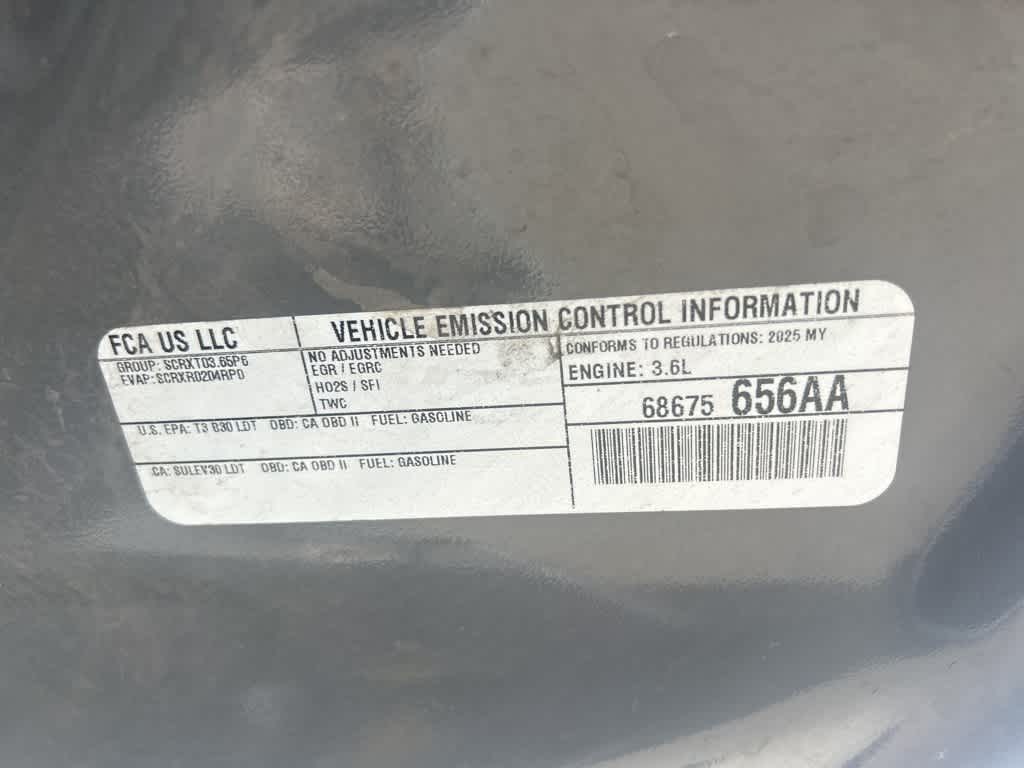 FCA US LLC
VEHICLE EMISSION CONTROL INFORMATION
GROUP: SCRXT03.65P6
EVAP: SCRXR0204RPD
NO ADJUSTMENTS NEEDED
EGR / EGRC
HO2S / SFI
TWC
CONFORMS TO REGULATIONS: 2025 MY
ENGINE: 3.6L
68675 656AA
U.S. EPA: T3 B30 LDT OBD: CA OBD II FUEL: GASOLINE
CA: SULEV30 LDT OBD: CA OBD II FUEL: GASOLINE